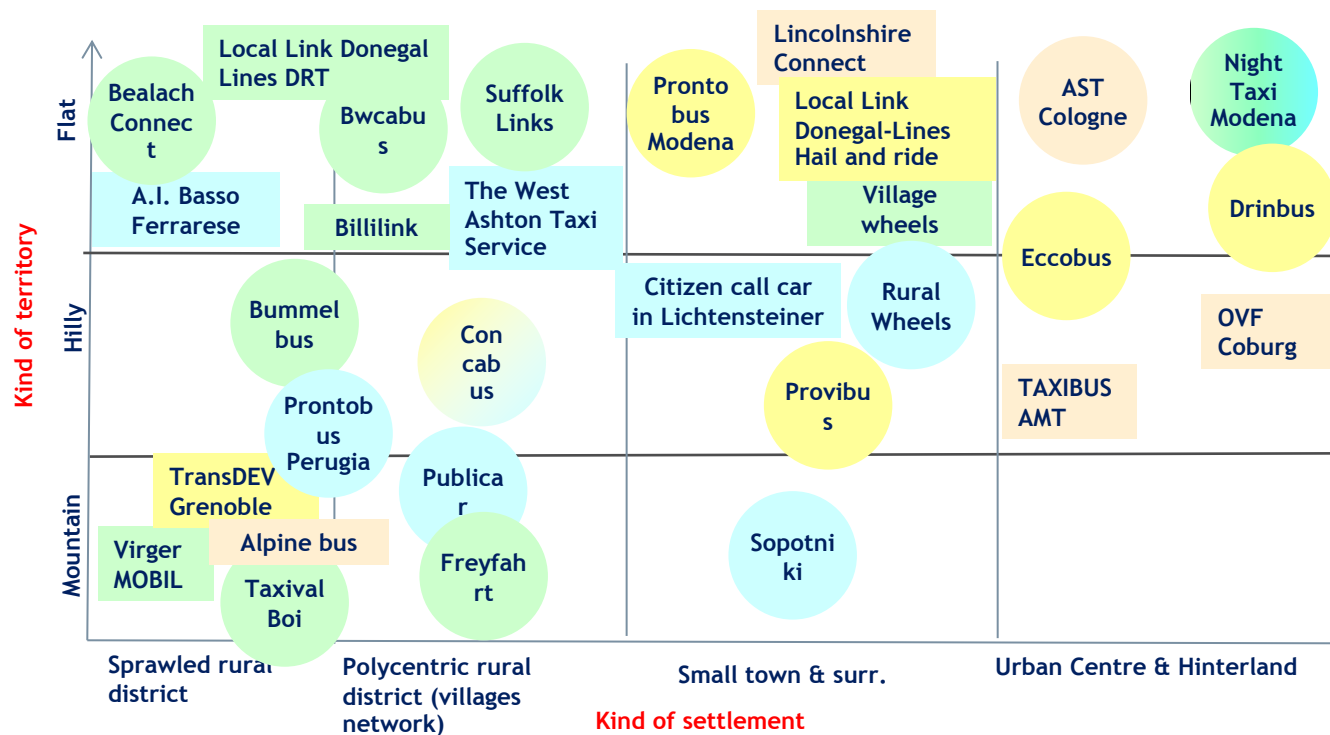 Kind of territory
Flat
Hilly
Mountain
Bealach
Connec
t
Local Link Donegal
Lines DRT
Bwcabu
s
Suffolk
Links
A.I. Basso
Ferrarese
Billilink
The West
Ashton Taxi
Service
Pronto
bus
Modena
Lincolnshire
Connect
Local Link
Donegal-Lines
Hail and ride
Village
wheels
AST
Cologne
Night
Taxi
Modena
Drinbus
Eccobus
Bummel
bus
Con
cab
us
Citizen call car
in Lichtensteiner
Rural
Wheels
OVF
Coburg
Prontob
us
Perugia
Provibu
s
TAXIBUS
AMT
TransDEV
Grenoble
Publica
r
Virger
MOBIL
Alpine bus
Taxival
Boi
Freyfah
rt
Sopotni
ki
Sprawled rural
district
Polycentric rural
district (villages
network)
Small town & surr.
Urban Centre & Hinterland
Kind of settlement